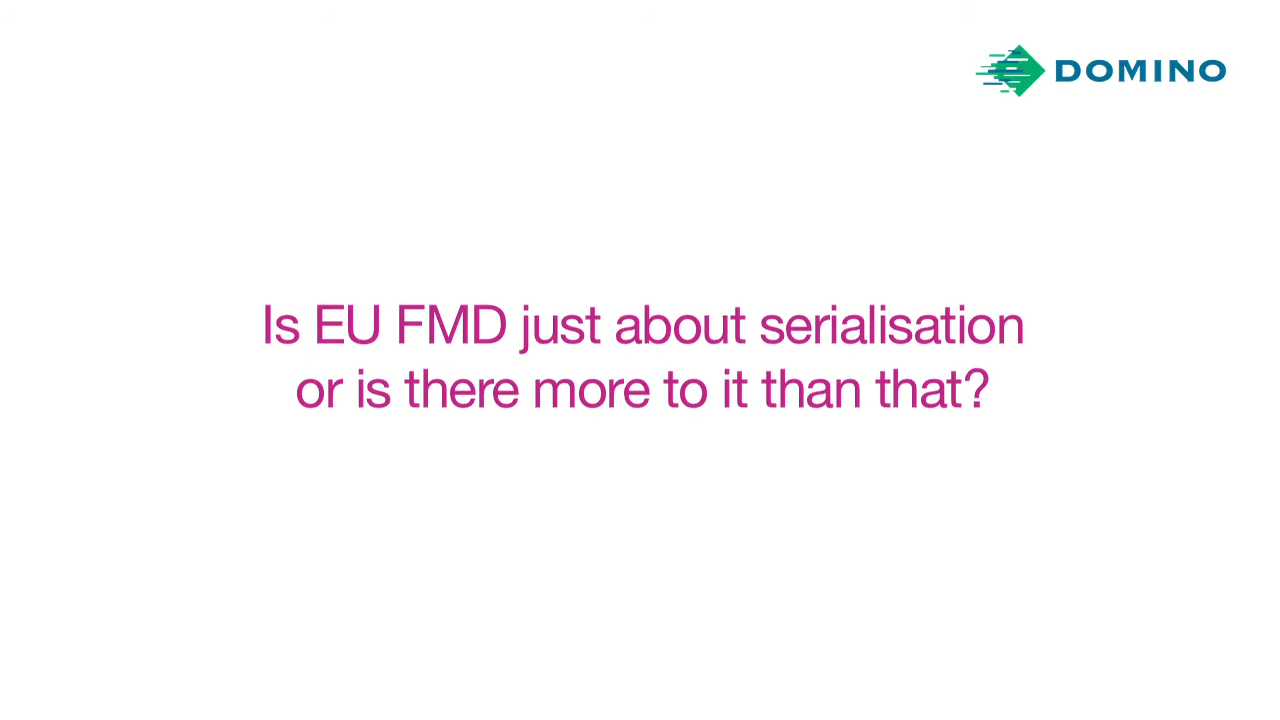 DOMINO
Is EU FMD just about serialisation
or is there more to it than that?